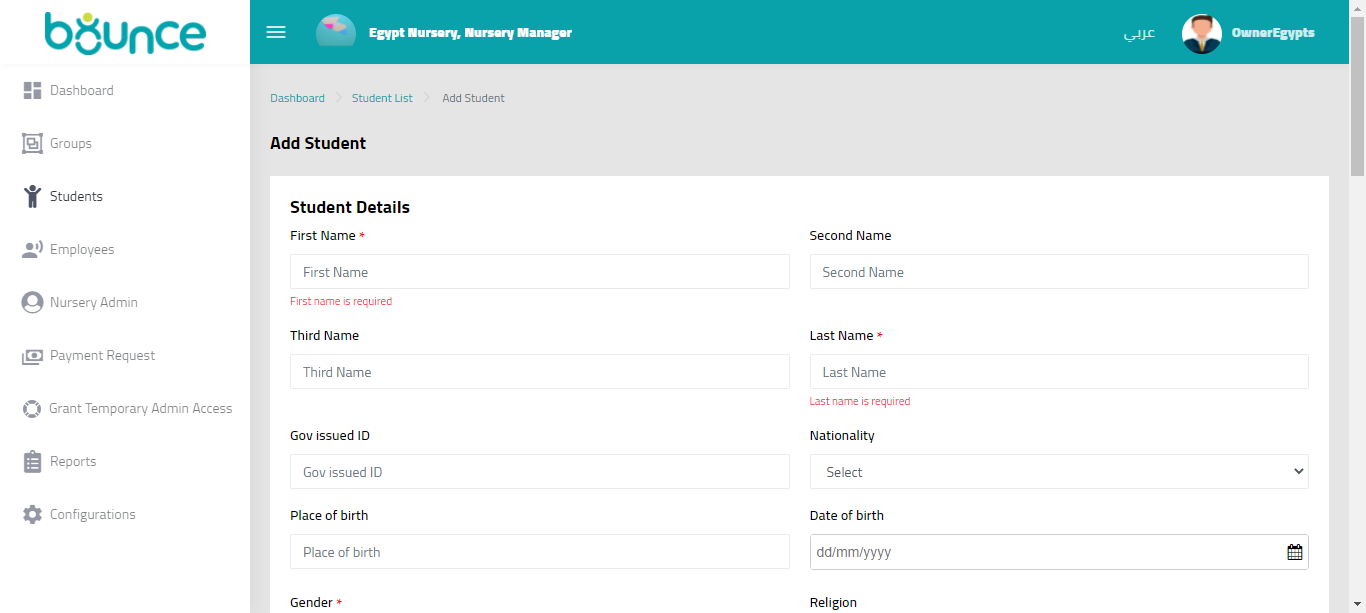 bounce
Egypt Nursery, Nursery Manager
عربي
OwnerEgypts
Dashboard
Groups
Students
Employees
Nursery Admin
Payment Request
Grant Temporary Admin Access
Reports
Configurations
Dashboard > Student List > Add Student
Add Student
Student Details
First Name * Second Name
First Name Second Name
First name is required
Third Name Last Name *
Third Name Last Name
Last name is required
Gov issued ID Nationality
Gov issued ID Select
Place of birth Date of birth
Place of birth dd/mm/yyyy
Gender * Religion